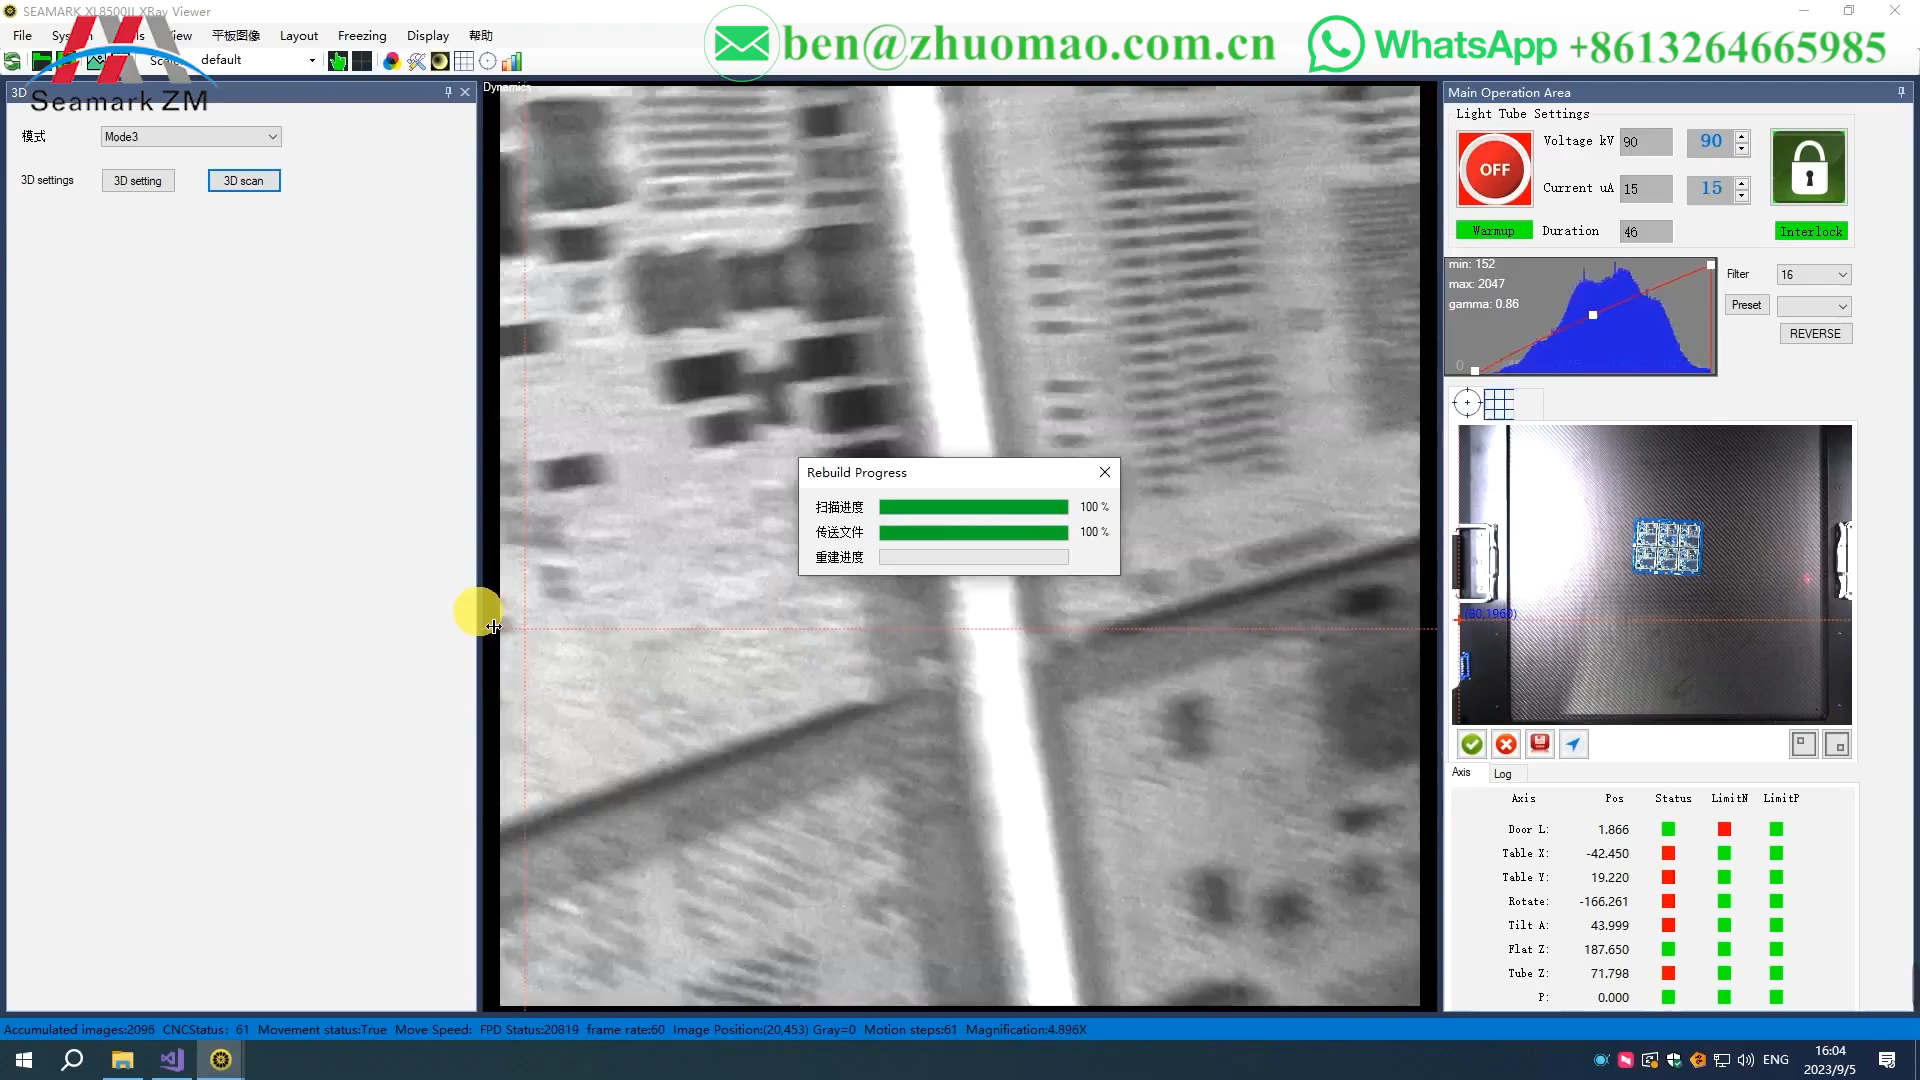 SEAMARK XL8500II XRay Viewer
File
View
平板图像
Layout
Freezing
Display
帮助
default
ben@zhuomao.com.cn
WhatsApp +8613264665985
Seamark ZM
3D
模式
Mode3
3D settings
3D setting
3D scan
Dynamics
Rebuild Progress
扫描进度
100 %
传送文件
100 %
重建进度
Main Operation Area
Light Tube Settings
OFF
Voltage kV
90
90
Current uA
15
15
Warmup
Duration
46
Interlock
min: 152
max: 2047
gamma: 0.86
0
Filter
16
Preset
REVERSE
(80,1960)
Axis
Log
Axis Pos Status LimitN LimitP
Door L: 1.866
Table X: -42.450
Table Y: 19.220
Rotate: -166.261
Tilt A: 43.999
Flat Z: 187.650
Tube Z: 71.798
P: 0.000
Accumulated images:2096 CNCStatus: 61 Movement status:True Move Speed: FPD Status:20819 frame rate:60 Image Position:(20,453) Gray=0 Motion steps:61 Magnification:4.896X
ENG
16:04
2023/9/5